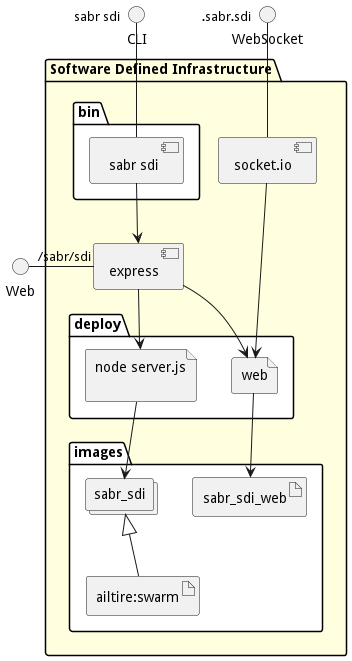 sabr sdi
.sabr.sdi
CLI
WebSocket
Software Defined Infrastructure
bin
sabr sdi
socket.io
/sabr/sdi
express
Web
deploy
node server.js
web
images
sabr_sdi
sabr_sdi_web
ailtire:swarm